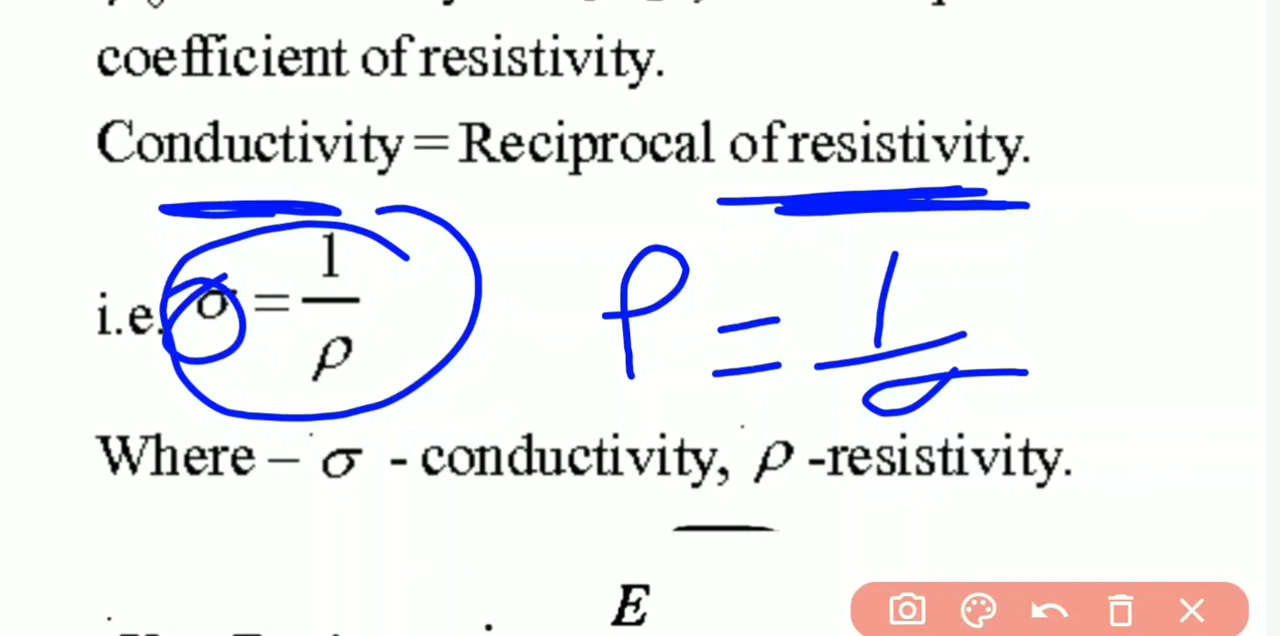 coefficient of resistivity.
Conductivity = Reciprocal of resistivity.
i.e. σ = 1/ρ
ρ = 1/σ
Where – σ - conductivity, ρ -resistivity.
E